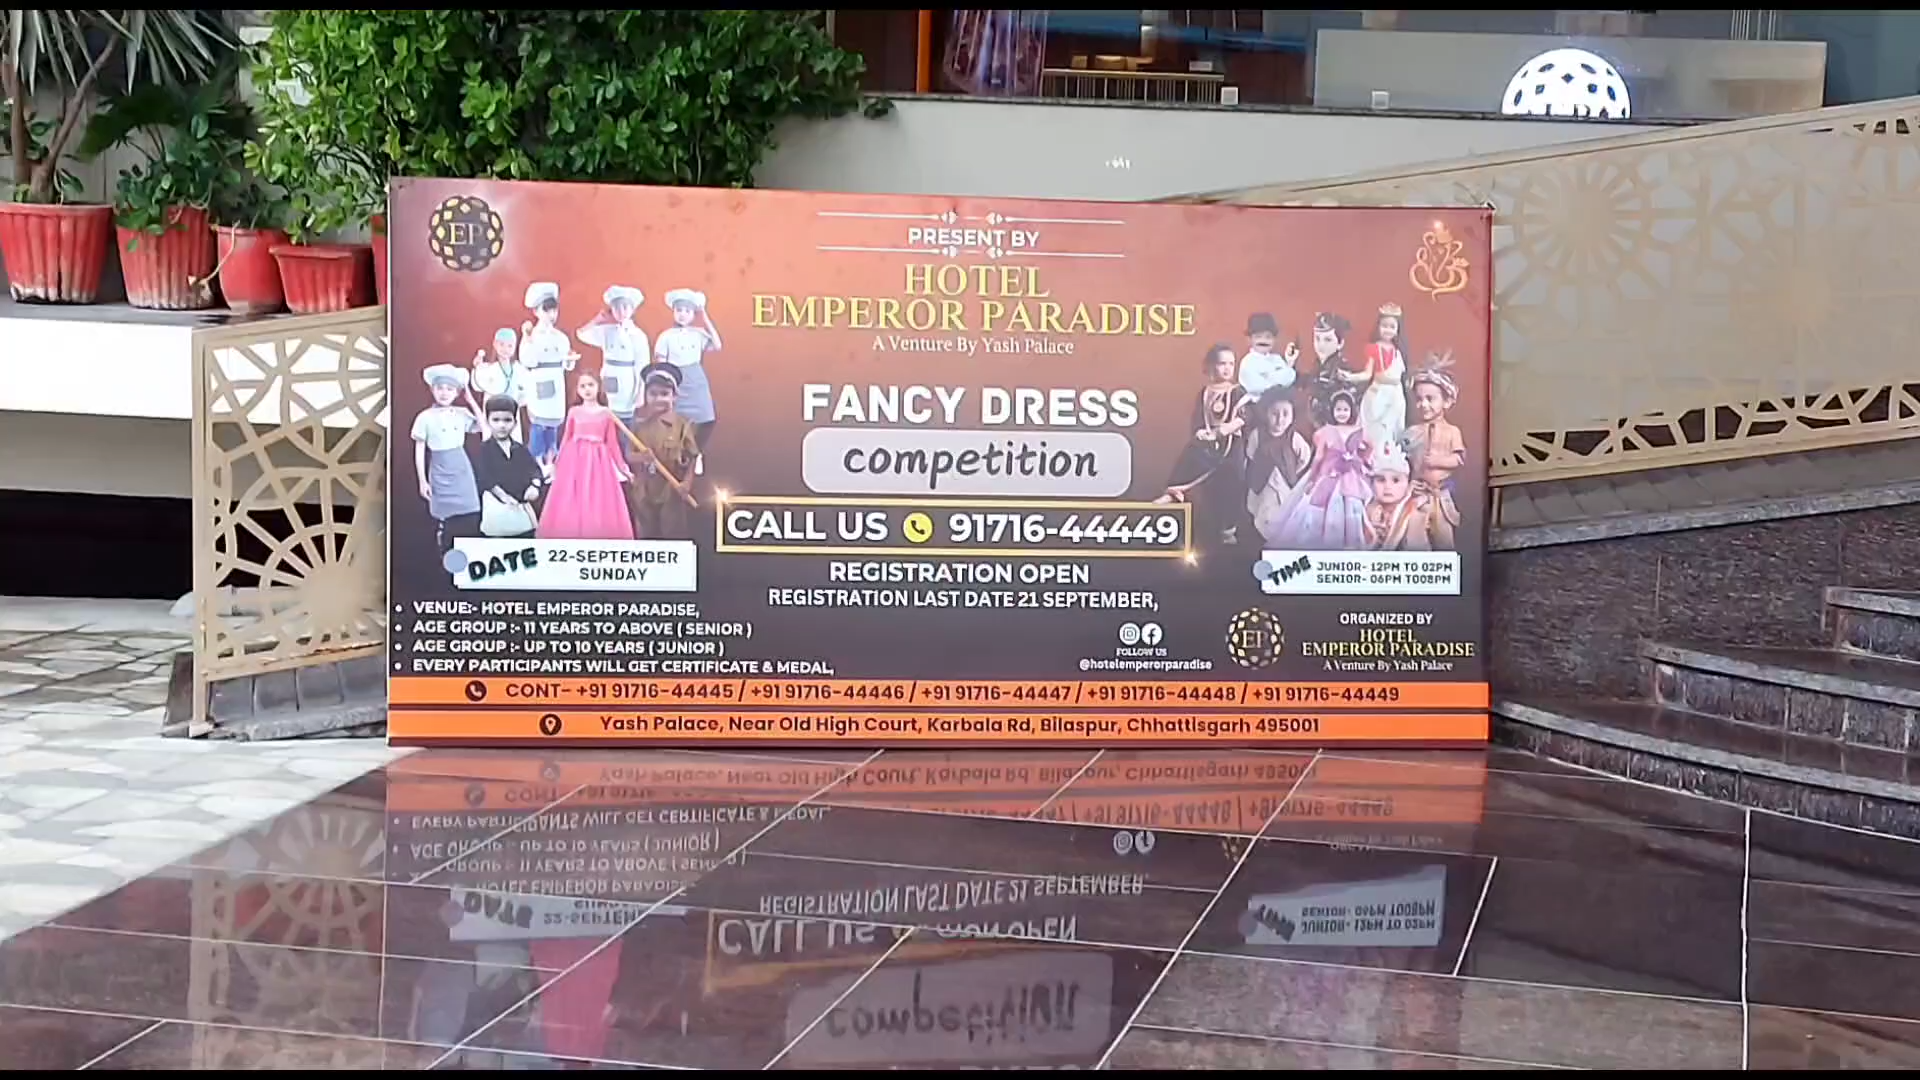 EP
PRESENT BY
HOTEL
EMPEROR PARADISE
A Venture By Yash Palace
FANCY DRESS
competition
CALL US 91716-44449
REGISTRATION OPEN
REGISTRATION LAST DATE 21 SEPTEMBER,
DATE 22-SEPTEMBER
SUNDAY
TIME JUNIOR- 12PM TO 02PM
SENIOR- 06PM TO08PM
• VENUE:- HOTEL EMPEROR PARADISE,
• AGE GROUP :- 11 YEARS TO ABOVE ( SENIOR )
• AGE GROUP :- UP TO 10 YEARS ( JUNIOR )
• EVERY PARTICIPANTS WILL GET CERTIFICATE & MEDAL,
FOLLOW US
@hotelemperorparadise
EP
ORGANIZED BY
HOTEL
EMPEROR PARADISE
A Venture By Yash Palace
CONT- +91 91716-44445 / +91 91716-44446 / +91 91716-44447 / +91 91716-44448 / +91 91716-44449
Yash Palace, Near Old High Court, Karbala Rd, Bilaspur, Chhattisgarh 495001